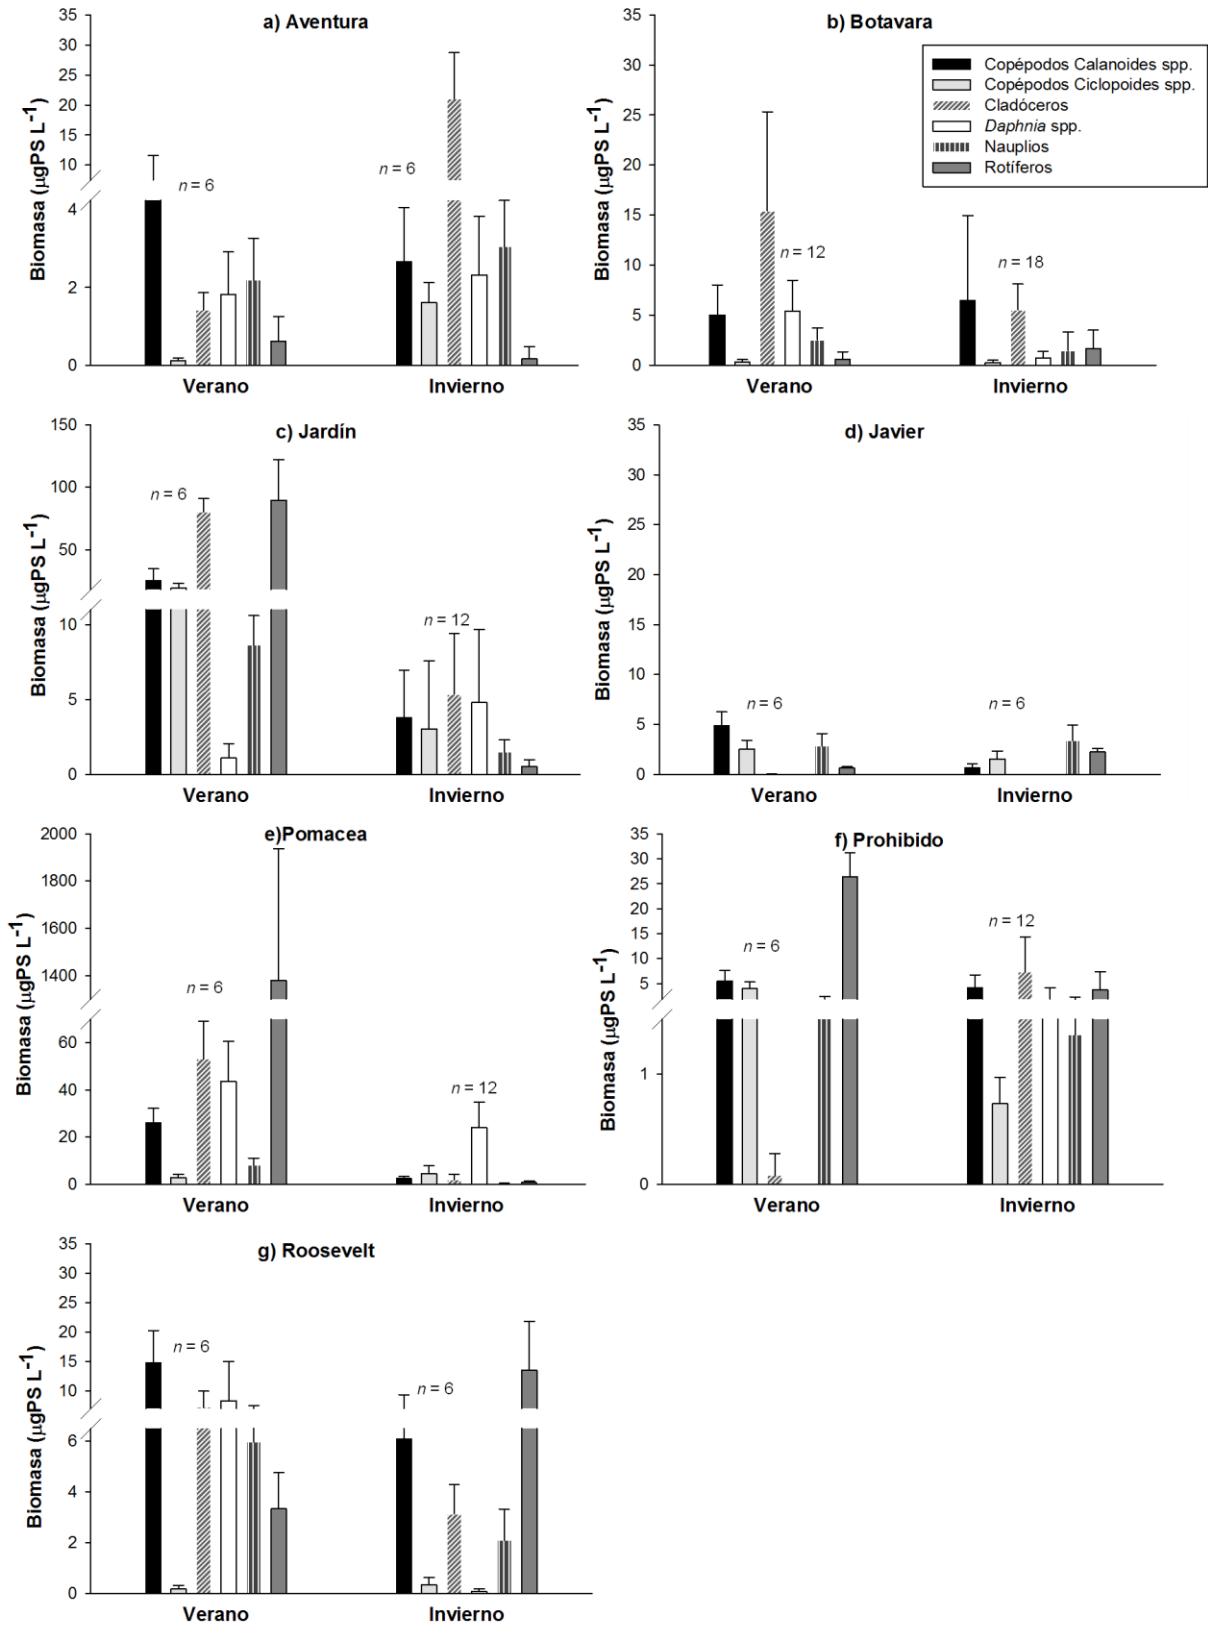 a) Aventura
Biomasa (µgPS L⁻¹)
35
30
25
20
15
10
4
2
0
n = 6
n = 6
Verano
Invierno
b) Botavara
Biomasa (µgPS L⁻¹)
35
30
25
20
15
10
5
0
n = 12
n = 18
Verano
Invierno
Copépodos Calanoides spp.
Copépodos Ciclopoides spp.
Cladóceros
Daphnia spp.
Nauplios
Rotíferos
c) Jardín
Biomasa (µgPS L⁻¹)
150
100
50
10
5
0
n = 6
n = 12
Verano
Invierno
d) Javier
Biomasa (µgPS L⁻¹)
35
30
25
20
15
10
5
0
n = 6
n = 6
Verano
Invierno
e)Pomacea
Biomasa (µgPS L⁻¹)
2000
1800
1600
1400
60
40
20
0
n = 6
n = 12
Verano
Invierno
f) Prohibido
Biomasa (µgPS L⁻¹)
35
30
25
20
15
10
5
1
0
n = 6
n = 12
Verano
Invierno
g) Roosevelt
Biomasa (µgPS L⁻¹)
35
30
25
20
15
10
6
4
2
0
n = 6
n = 6
Verano
Invierno